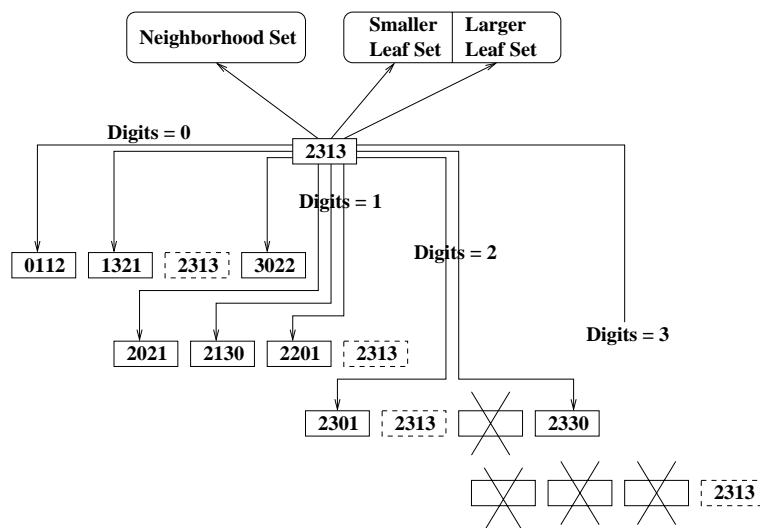 Neighborhood Set
Smaller Larger
Leaf Set Leaf Set
Digits = 0
2313
Digits = 1
Digits = 2
0112 1321 2313 3022
Digits = 3
2021 2130 2201 2313
2301 2313 2330
2313